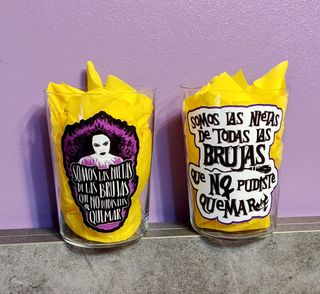 SOMOS LAS NIETAS
DE LAS BRUJAS
QUE NO PUDISTEIS
QUEMAR
SOMOS LAS NIETAS
DE TODAS LAS
BRUJAS
QUE NO PUDISTE
QUEMAR